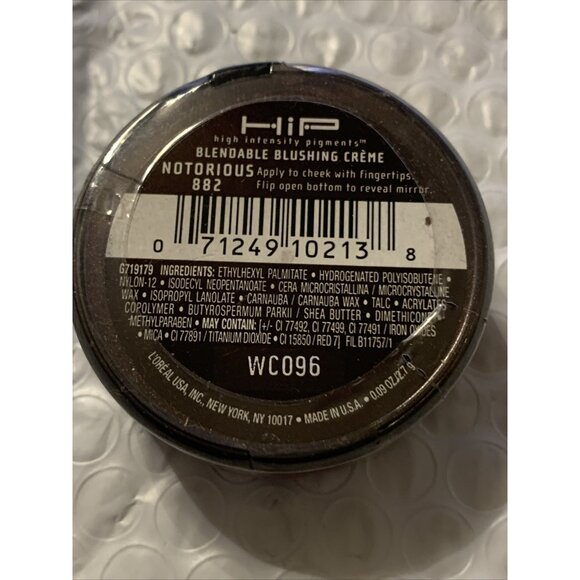 HiP
high intensity pigments™
BLENDABLE BLUSHING CRÈME
NOTORIOUS Apply to cheek with fingertips.
882 Flip open bottom to reveal mirror.
0 71249 10213 8
G719179 INGREDIENTS: ETHYLHEXYL PALMITATE • HYDROGENATED POLYISOBUTENE •
NYLON-12 • ISODECYL NEOPENTANOATE • CERA MICROCRISTALLINA / MICROCRYSTALLINE
WAX • ISOPROPYL LANOLATE • CARNAUBA / CARNAUBA WAX • TALC • ACRYLATES
COPOLYMER • BUTYROSPERMUM PARKII / SHEA BUTTER • DIMETHICONE
METHYLPARABEN • MAY CONTAIN: [+/- CI 77492, CI 77499, CI 77491 / IRON OXIDES
• MICA • CI 77891 / TITANIUM DIOXIDE • CI 15850 / RED 7] FIL B11757/1
WC096
L'OREAL USA, INC. NEW YORK, NY 10017 • MADE IN U.S.A. • 0.09 OZ/2.7 g